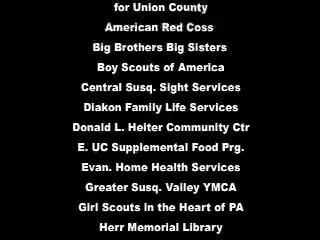 for Union County
American Red Coss
Big Brothers Big Sisters
Boy Scouts of America
Central Susq. Sight Services
Diakon Family Life Services
Donald L. Heiter Community Ctr
E. UC Supplemental Food Prg.
Evan. Home Health Services
Greater Susq. Vailey YMCA
Girl Scouts in the Heart of PA
Herr Memorial Library